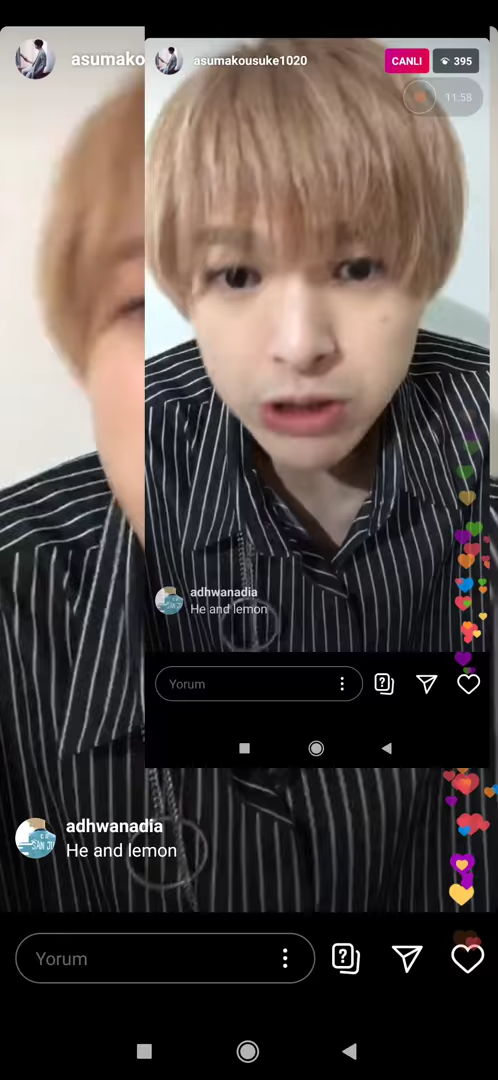 asumako
asumakousuke1020
CANLI
395
11:58
adhwanadia
He and lemon
Yorum
adhwanadia
He and lemon
Yorum